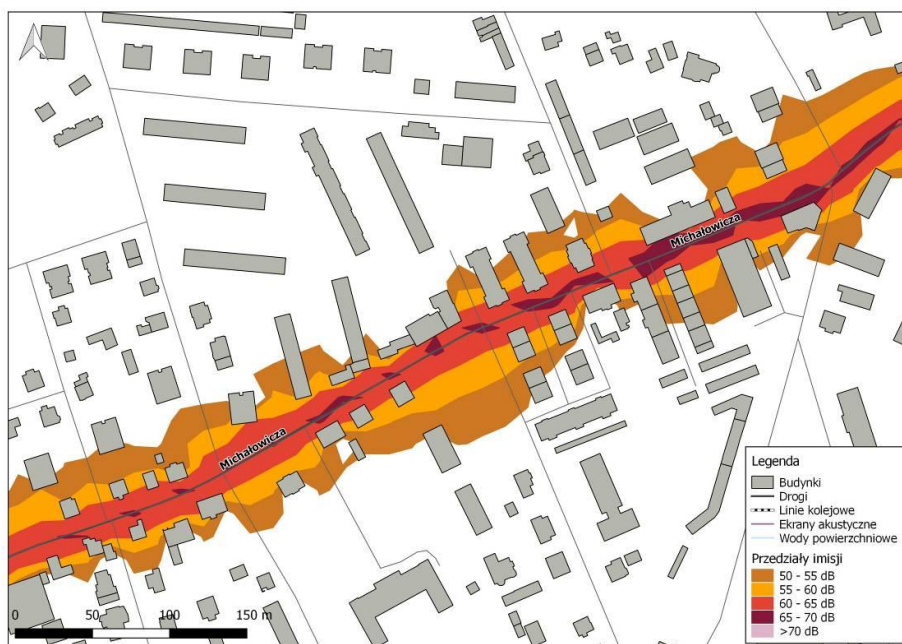 Michałowicza
Michałowicza
Legenda
Budynki
Drogi
Linie kolejowe
Ekrany akustyczne
Wody powierzchniowe
Przedziały imisji
50 - 55 dB
55 - 60 dB
60 - 65 dB
65 - 70 dB
>70 dB
0 50 100 150 m